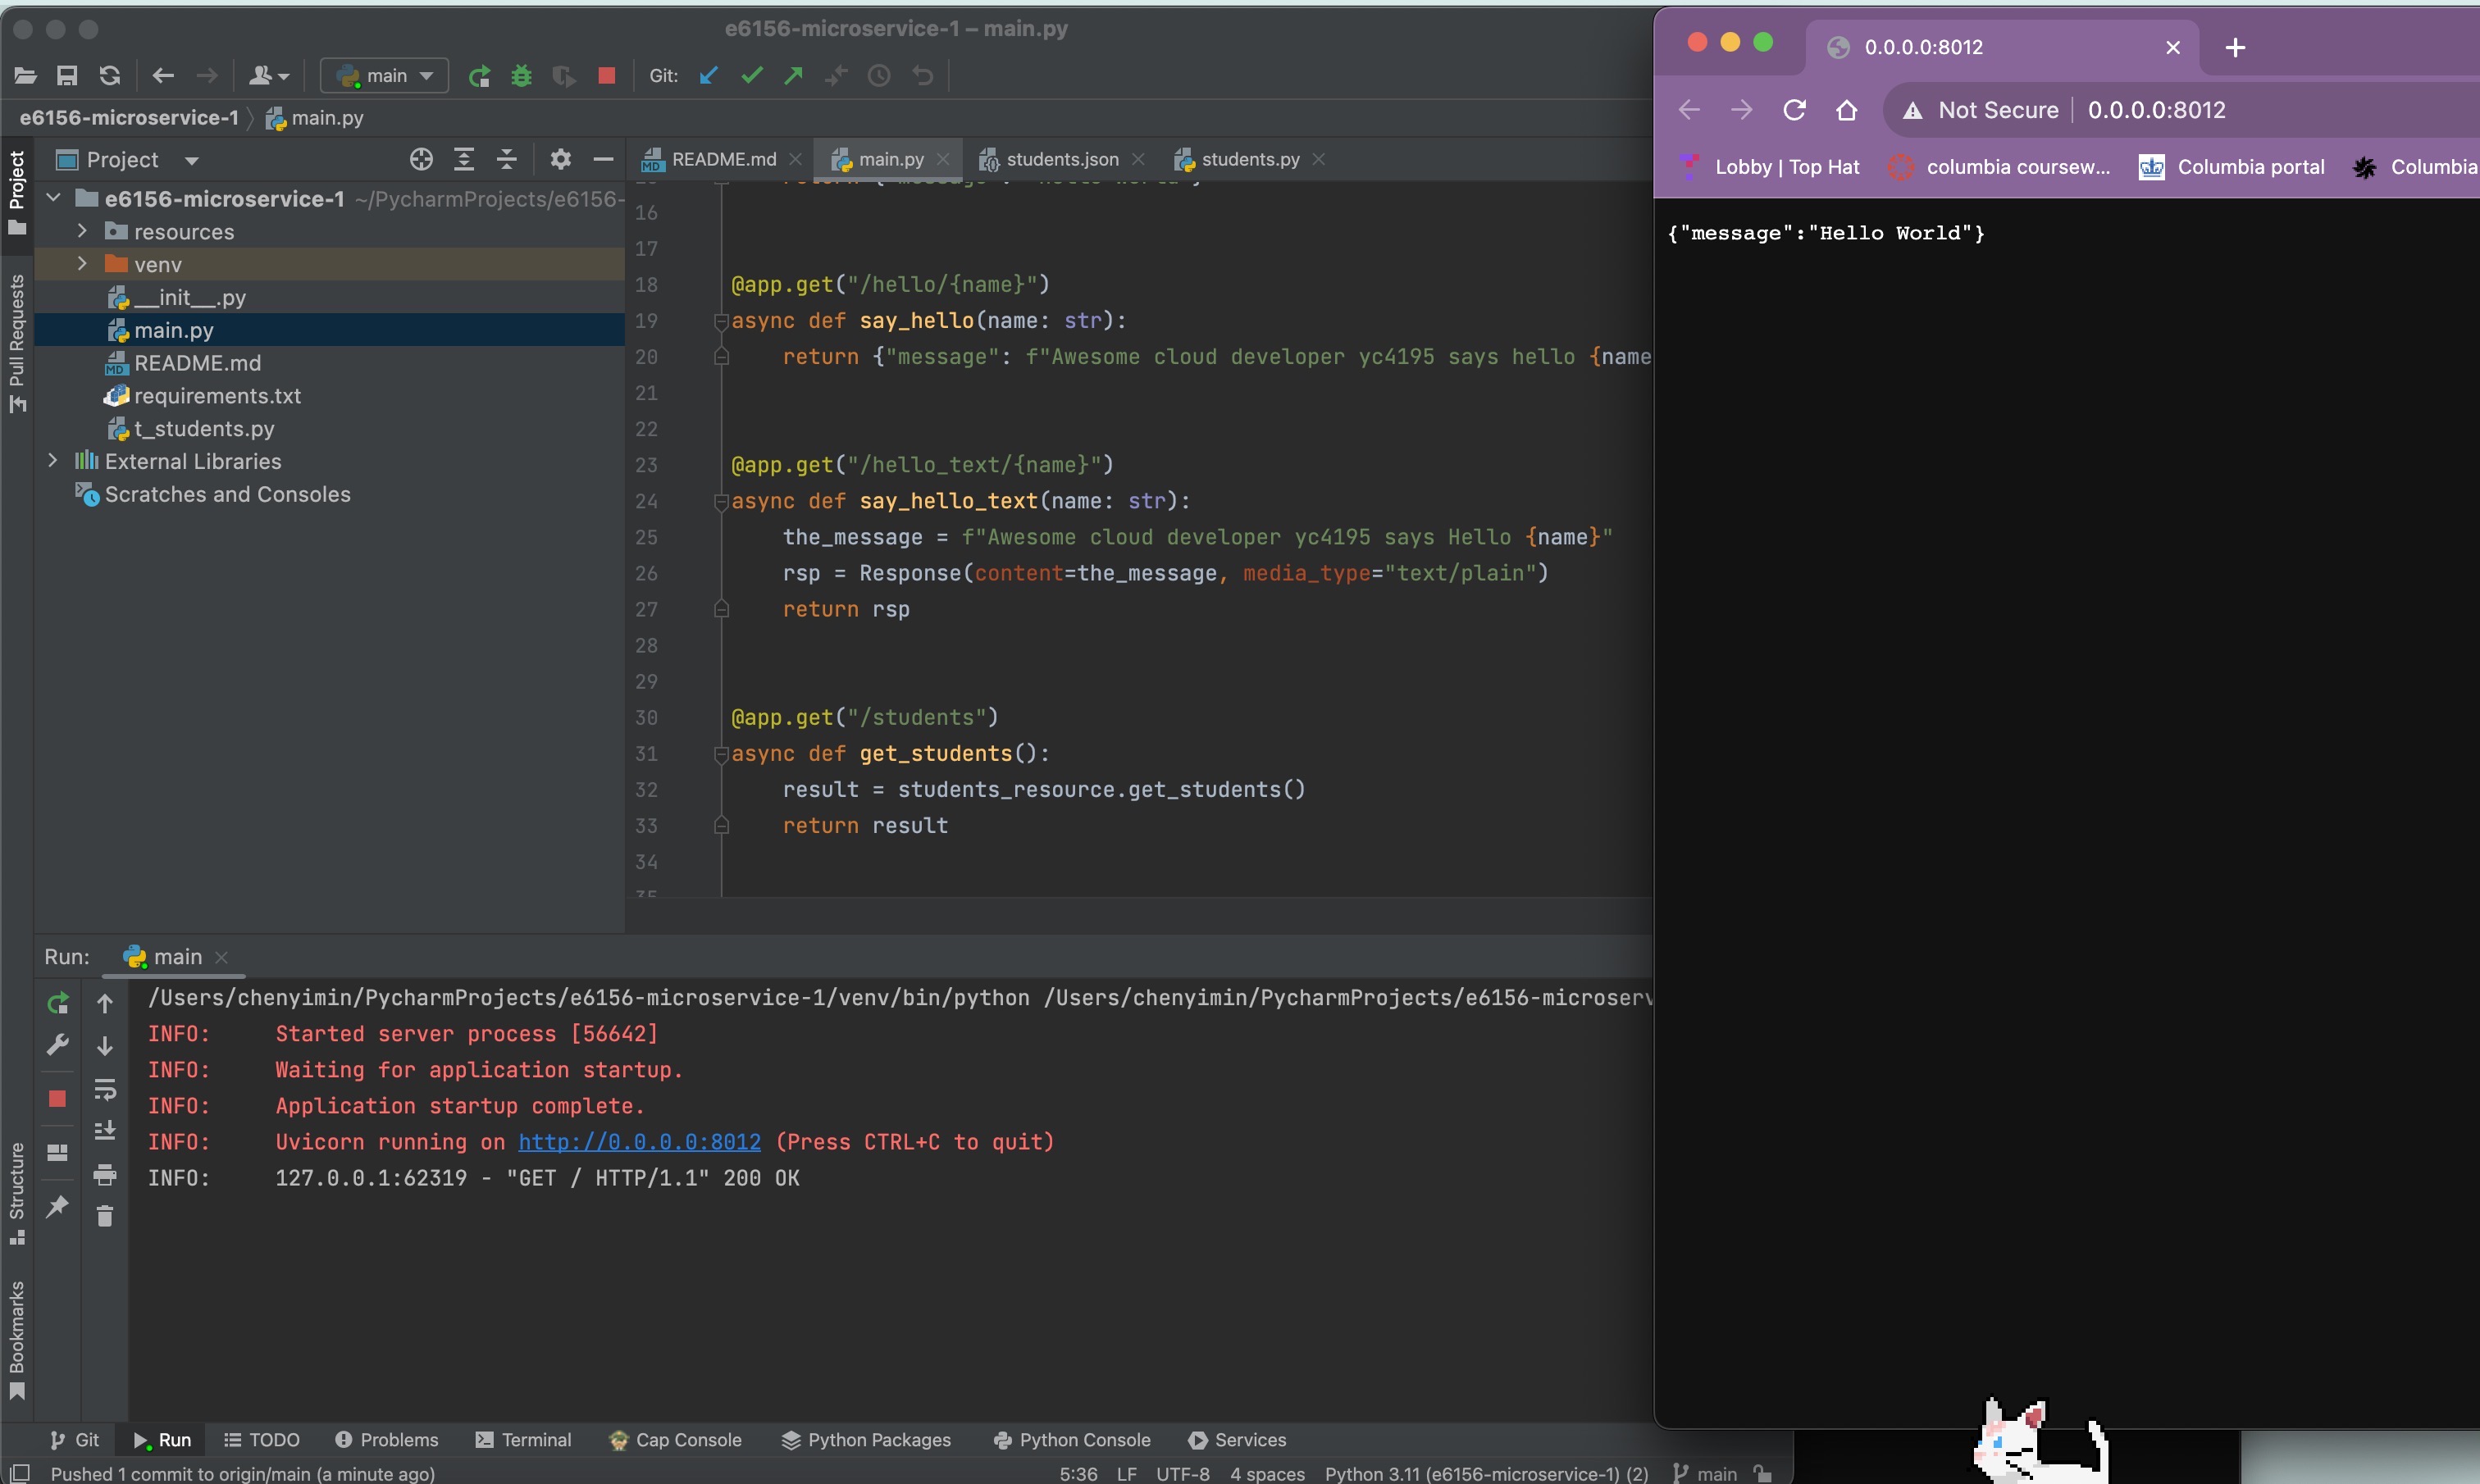 e6156-microservice-1 – main.py
main
Git:
e6156-microservice-1
main.py
Project
README.md
main.py
students.json
students.py
Project
Pull Requests
Structure
Bookmarks
e6156-microservice-1 ~/PycharmProjects/e6156-
resources
venv
__init__.py
main.py
README.md
requirements.txt
t_students.py
External Libraries
Scratches and Consoles
16
17
18 @app.get("/hello/{name}")
19 async def say_hello(name: str):
20 return {"message": f"Awesome cloud developer yc4195 says hello {name
21
22
23 @app.get("/hello_text/{name}")
24 async def say_hello_text(name: str):
25 the_message = f"Awesome cloud developer yc4195 says Hello {name}"
26 rsp = Response(content=the_message, media_type="text/plain")
27 return rsp
28
29
30 @app.get("/students")
31 async def get_students():
32 result = students_resource.get_students()
33 return result
34
Run:
main
/Users/chenyimin/PycharmProjects/e6156-microservice-1/venv/bin/python /Users/chenyimin/PycharmProjects/e6156-microserv
INFO: Started server process [56642]
INFO: Waiting for application startup.
INFO: Application startup complete.
INFO: Uvicorn running on http://0.0.0.0:8012 (Press CTRL+C to quit)
INFO: 127.0.0.1:62319 - "GET / HTTP/1.1" 200 OK
Git
Run
TODO
Problems
Terminal
Cap Console
Python Packages
Python Console
Services
Pushed 1 commit to origin/main (a minute ago)
5:36 LF UTF-8 4 spaces Python 3.11 (e6156-microservice-1) (2) main
0.0.0.0:8012
Not Secure 0.0.0.0:8012
Lobby | Top Hat
columbia coursew...
Columbia portal
Columbia
{"message":"Hello World"}